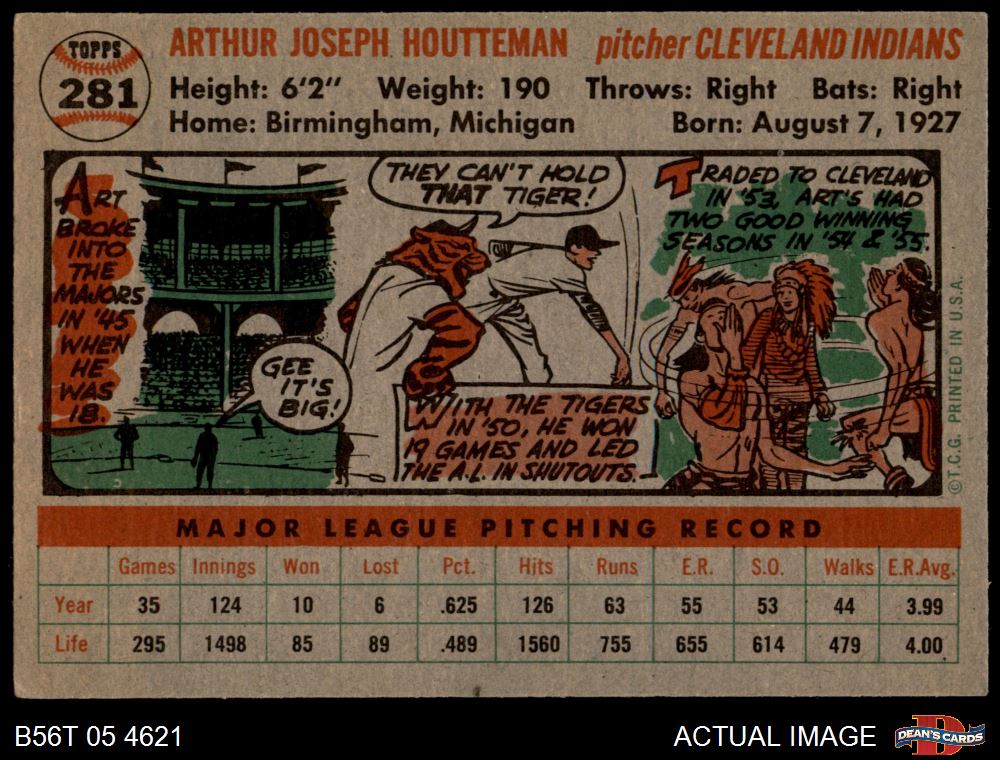 TOPPS
281
ARTHUR JOSEPH HOUTTEMAN pitcher CLEVELAND INDIANS
Height: 6'2" Weight: 190 Throws: Right Bats: Right
Home: Birmingham, Michigan Born: August 7, 1927
ART
BROKE
INTO
THE
MAJORS
IN '45
WHEN
HE
WAS
18.
GEE
IT'S
BIG!
THEY CAN'T HOLD
THAT TIGER!
WITH THE TIGERS
IN '50, HE WON
19 GAMES AND LED
THE A.L. IN SHUTOUTS.
TRADED TO CLEVELAND
IN '53, ART'S HAD
TWO GOOD WINNING
SEASONS IN '54 & '55.
©T.C.G. PRINTED IN U.S.A.
MAJOR LEAGUE PITCHING RECORD
Games Innings Won Lost Pct. Hits Runs E.R. S.O. Walks E.R.Avg.
Year 35 124 10 6 .625 126 63 55 53 44 3.99
Life 295 1498 85 89 .489 1560 755 655 614 479 4.00
B56T 05 4621
ACTUAL IMAGE
DEAN'S CARDS